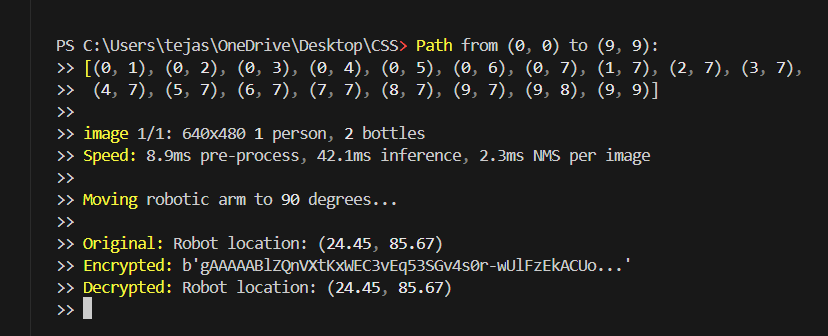 PS C:\Users\tejas\OneDrive\Desktop\CSS> Path from (0, 0) to (9, 9):
>> [(0, 1), (0, 2), (0, 3), (0, 4), (0, 5), (0, 6), (0, 7), (1, 7), (2, 7), (3, 7),
>>  (4, 7), (5, 7), (6, 7), (7, 7), (8, 7), (9, 7), (9, 8), (9, 9)]
>>
>> image 1/1: 640x480 1 person, 2 bottles
>> Speed: 8.9ms pre-process, 42.1ms inference, 2.3ms NMS per image
>>
>> Moving robotic arm to 90 degrees...
>>
>> Original: Robot location: (24.45, 85.67)
>> Encrypted: b'gAAAAABlZQnVXtKxWEC3vEq53SGv4s0r-wUlFzEkACUo...'
>> Decrypted: Robot location: (24.45, 85.67)
>>